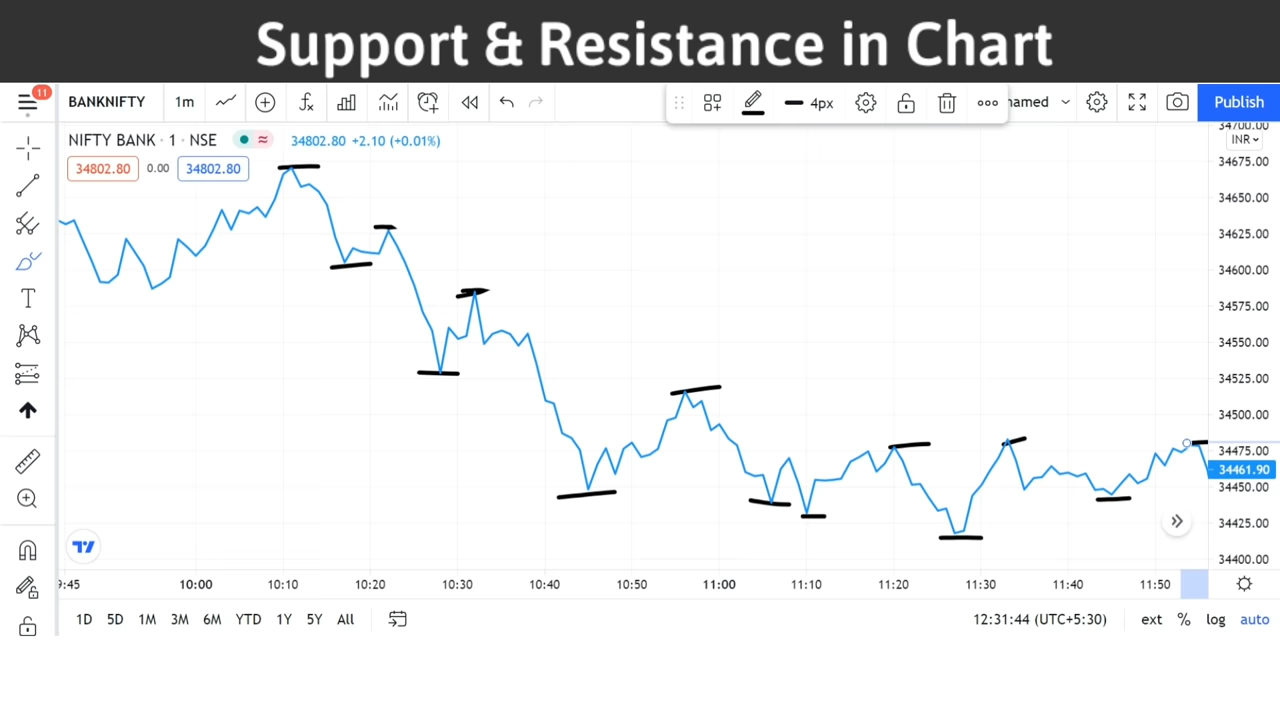 Support & Resistance in Chart
11
BANKNIFTY 1m 4px named Publish
NIFTY BANK · 1 · NSE 34802.80 +2.10 (+0.01%)
34802.80 0.00 34802.80
34700.00
INR
34675.00
34650.00
34625.00
34600.00
34575.00
34550.00
34525.00
34500.00
34475.00
34461.90
34450.00
34425.00
34400.00
9:45 10:00 10:10 10:20 10:30 10:40 10:50 11:00 11:10 11:20 11:30 11:40 11:50
1D 5D 1M 3M 6M YTD 1Y 5Y All 12:31:44 (UTC+5:30) ext % log auto